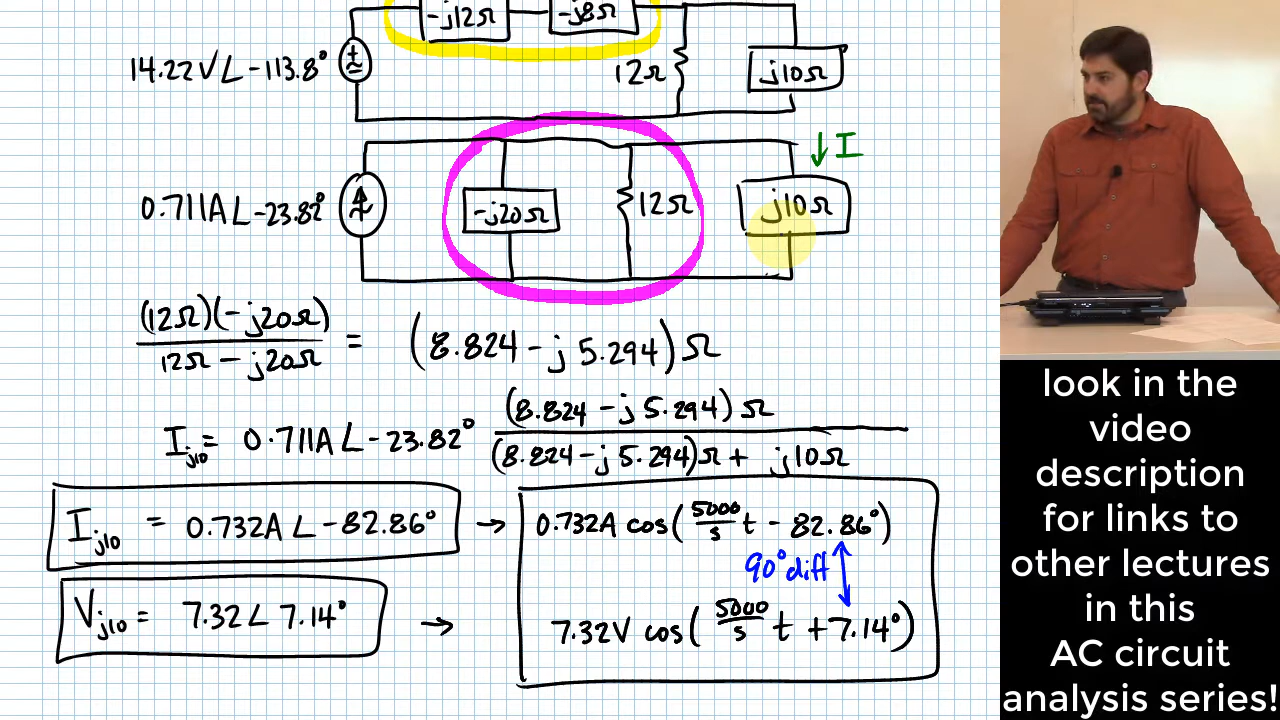 -j12Ω -j8Ω
14.22V∠-113.8° 12Ω j10Ω
↓I
0.711A∠-23.82° -j20Ω 12Ω j10Ω
(12Ω)(-j20Ω)
12Ω - j20Ω
= (8.824 - j5.294)Ω
I_j10 = 0.711A∠-23.82°
(8.824 - j5.294)Ω
(8.824 - j5.294)Ω + j10Ω
I_j10 = 0.732A∠-82.86° → 0.732A cos(5000/s t - 82.86°)
90° diff
V_j10 = 7.32∠7.14° → 7.32V cos(5000/s t + 7.14°)
look in the
video
description
for links to
other lectures
in this
AC circuit
analysis series!